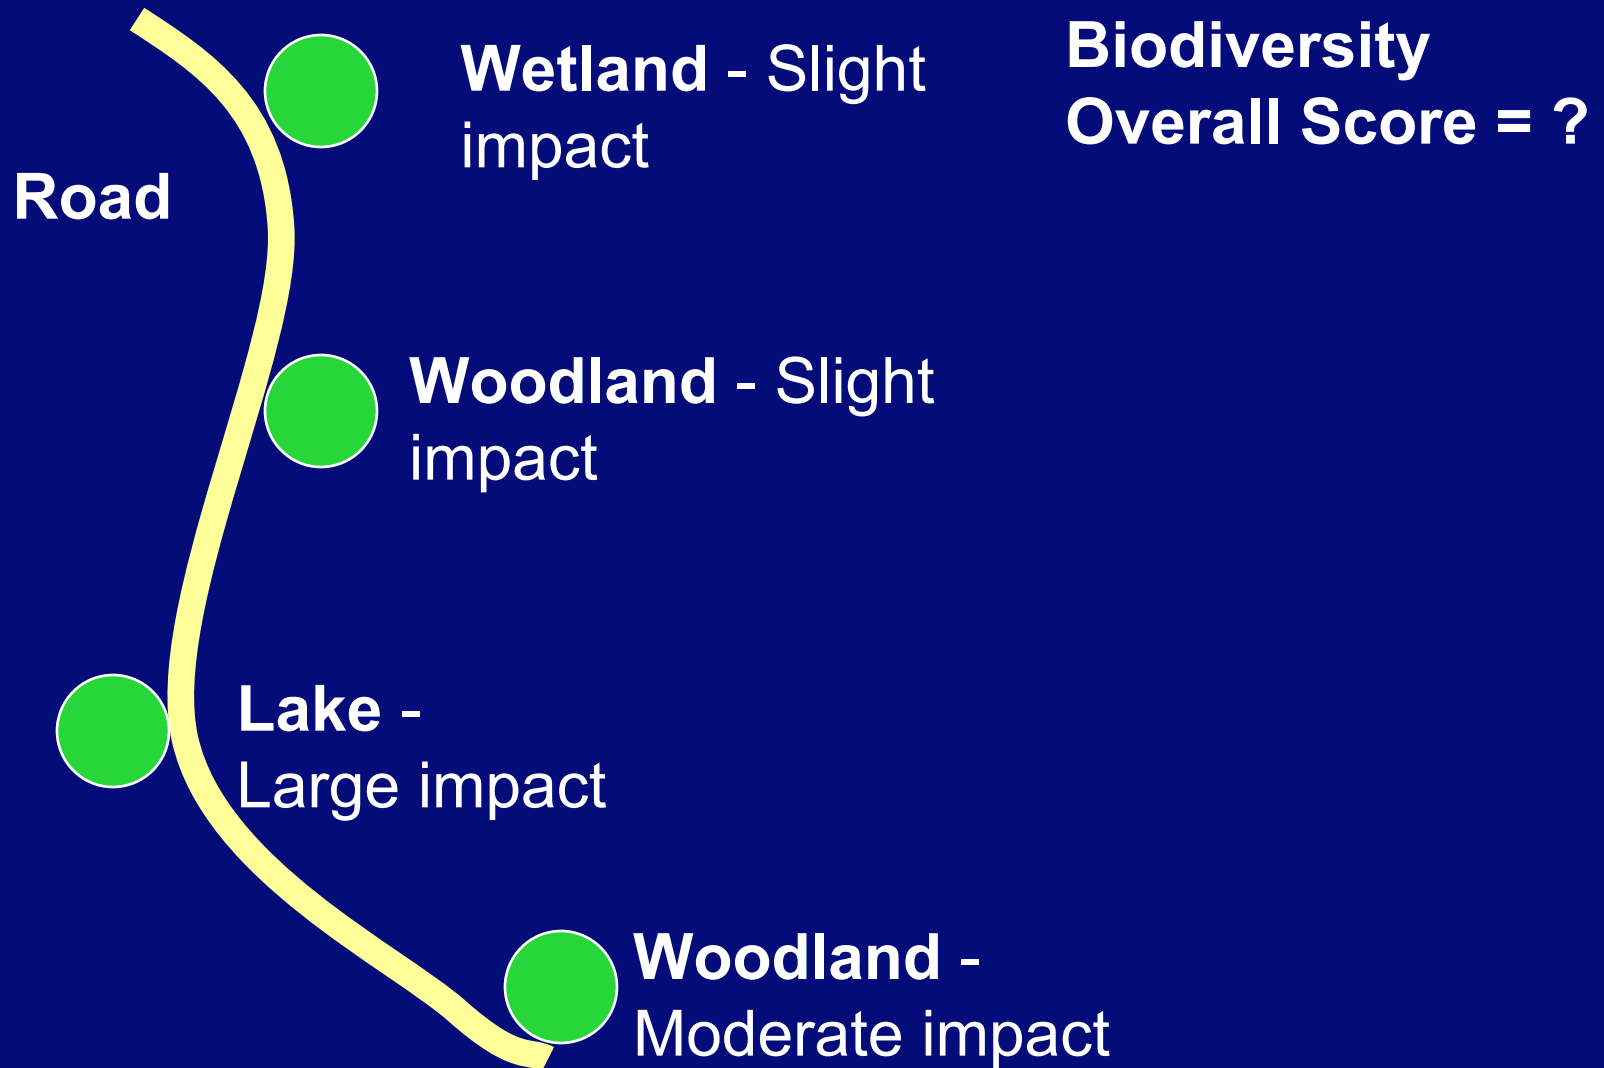 Wetland - Slight
impact
Biodiversity
Overall Score = ?
Road
Woodland - Slight
impact
Lake -
Large impact
Woodland -
Moderate impact